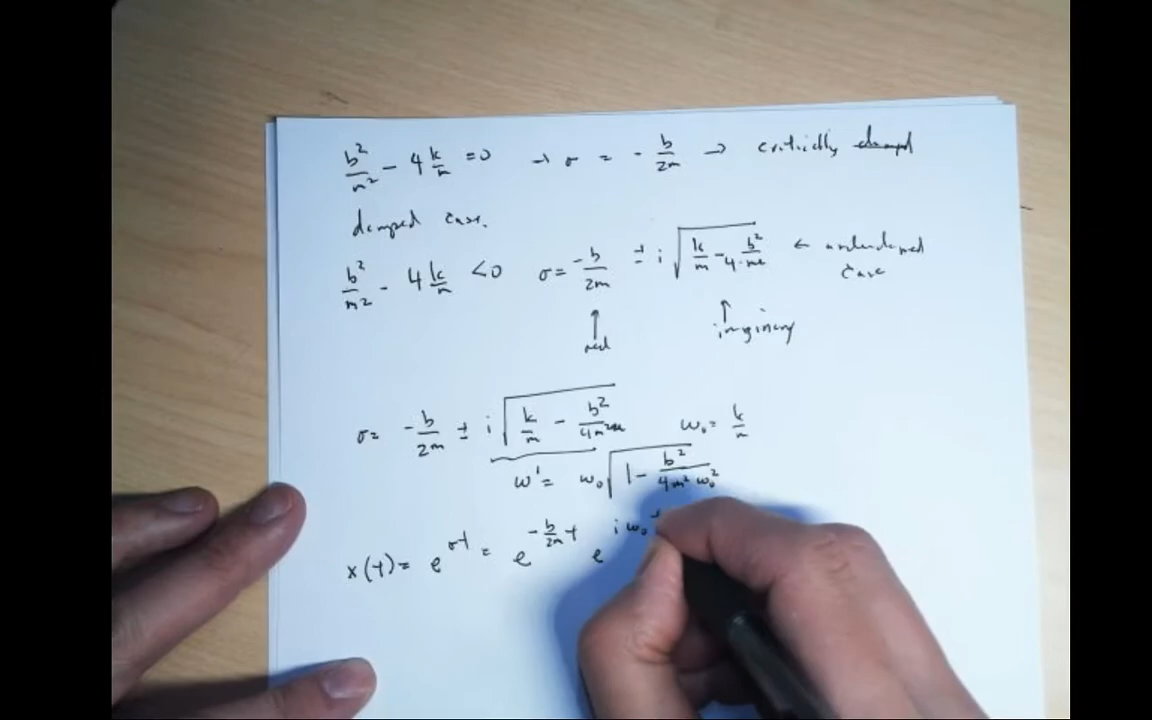 b²/m² - 4 k/m = 0 → σ = - b/2m → critically damped
damped case.
b²/m² - 4 k/m < 0 σ = -b/2m ± i √(k/m - b²/4·m²) ← underdamped
case
↑ ↑
real imaginary
σ = -b/2m ± i √(k/m - b²/4m²) ω₀ = k/m
ω' = ω₀ √(1 - b²/4m²ω₀²)
x(t) = e^σt = e^(-b/2m t) e^(iω₀